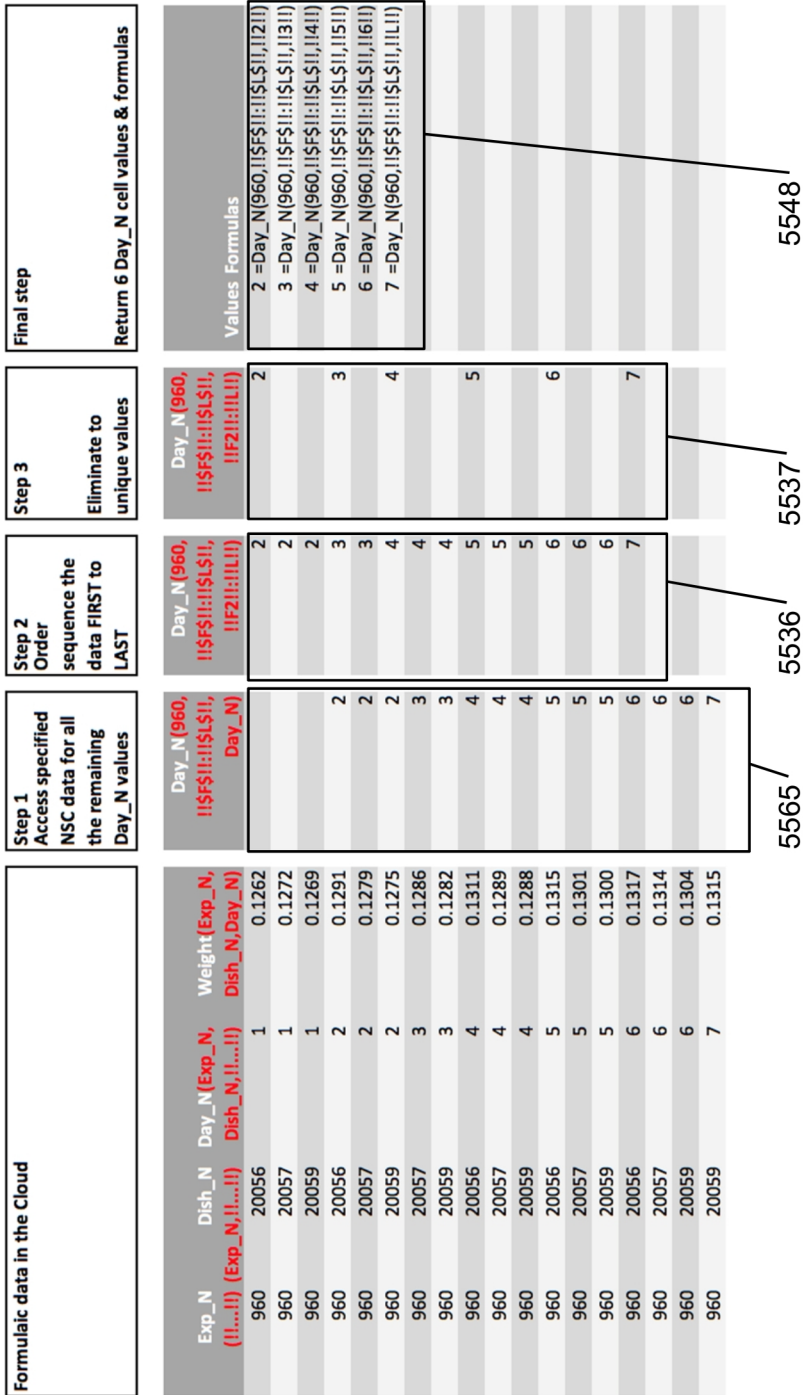 Formulaic data in the Cloud
Exp_N Dish_N Day_N(Exp_N, Weight(Exp_N,
(!!...!!) (Exp_N,!!...!!) Dish_N,!!...!!) Dish_N,Day_N)
960 20056 1 0.1262
960 20057 1 0.1272
960 20059 1 0.1269
960 20056 2 0.1291
960 20057 2 0.1279
960 20059 2 0.1275
960 20057 3 0.1286
960 20059 3 0.1282
960 20056 4 0.1311
960 20057 4 0.1289
960 20059 4 0.1288
960 20056 5 0.1315
960 20057 5 0.1301
960 20059 5 0.1300
960 20056 6 0.1317
960 20057 6 0.1314
960 20059 6 0.1304
960 20059 7 0.1315
Step 1
Access specified
NSC data for all
the remaining
Day_N values
Day_N(960,
!!$F$!!:!!$L$!!,
Day_N)
2
2
2
3
3
4
4
4
5
5
5
6
6
6
7
5565
Step 2
Order
sequence the
data FIRST to
LAST
Day_N(960,
!!$F$!!:!!$L$!!,
!!F2!!:!!L!!)
2
2
2
3
3
4
4
4
5
5
5
6
6
6
7
5536
Step 3
Eliminate to
unique values
Day_N(960,
!!$F$!!:!!$L$!!,
!!F2!!:!!L!!)
2
3
4
5
6
7
5537
Final step
Return 6 Day_N cell values & formulas
Values Formulas
2 =Day_N(960,!!$F$!!:!!$L$!!,!!2!!)
3 =Day_N(960,!!$F$!!:!!$L$!!,!!3!!)
4 =Day_N(960,!!$F$!!:!!$L$!!,!!4!!)
5 =Day_N(960,!!$F$!!:!!$L$!!,!!5!!)
6 =Day_N(960,!!$F$!!:!!$L$!!,!!6!!)
7 =Day_N(960,!!$F$!!:!!$L$!!,!!L!!)
5548